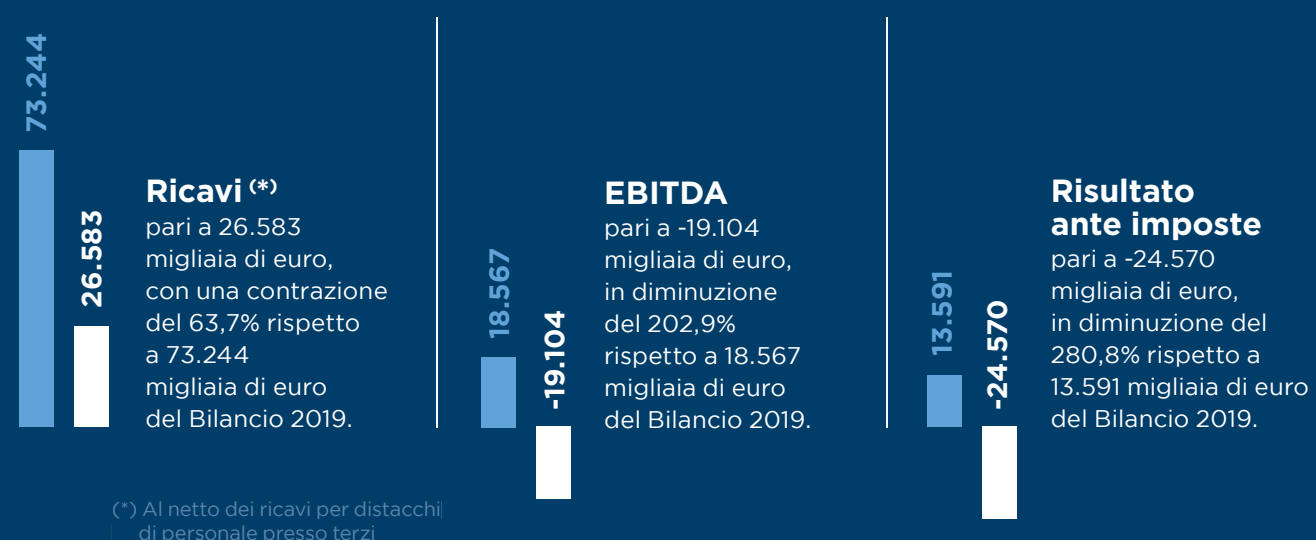 73.244
26.583
Ricavi (*)
pari a 26.583
migliaia di euro,
con una contrazione
del 63,7% rispetto
a 73.244
migliaia di euro
del Bilancio 2019.
18.567
-19.104
EBITDA
pari a -19.104
migliaia di euro,
in diminuzione
del 202,9%
rispetto a 18.567
migliaia di euro
del Bilancio 2019.
13.591
-24.570
Risultato
ante imposte
pari a -24.570
migliaia di euro,
in diminuzione del
280,8% rispetto a
13.591 migliaia di euro
del Bilancio 2019.
(*) Al netto dei ricavi per distacchi
di personale presso terzi